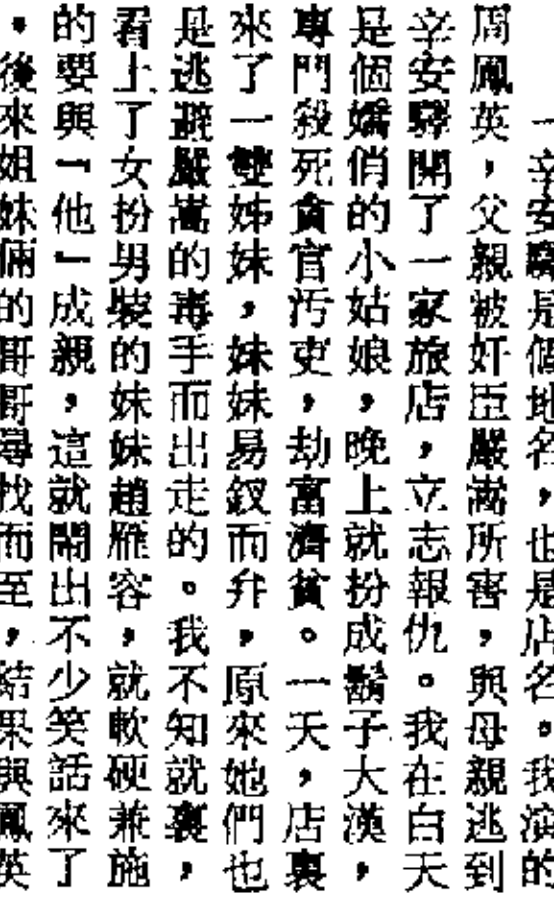 一辛安驛是個地名，也是店名。我演的
周鳳英，父親被奸臣嚴嵩所害，與母親逃到
辛安驛開了一家旅店，立志報仇。我在白天
是個嬌俏的小姑娘，晚上就扮成鬍子大漢，
專門殺死貪官污吏，劫富濟貧。一天，店裏
來了一雙姊妹，妹妹易釵而弁，原來她們也
是逃避嚴嵩的毒手而出走的。我不知就裏，
看上了女扮男裝的妹妹趙雁容，就軟硬兼施
的要與「他」成親，這就鬧出不少笑話來了
。後來姐妹倆的哥哥尋找而至，結果與鳳英